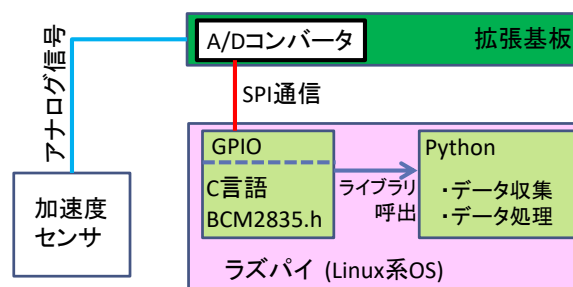 A/Dコンバータ
拡張基板
アナログ信号
SPI通信
加速度
センサ
GPIO
C言語
BCM2835.h
ライブラリ
呼出
Python
・データ収集
・データ処理
ラズパイ (Linux系OS)